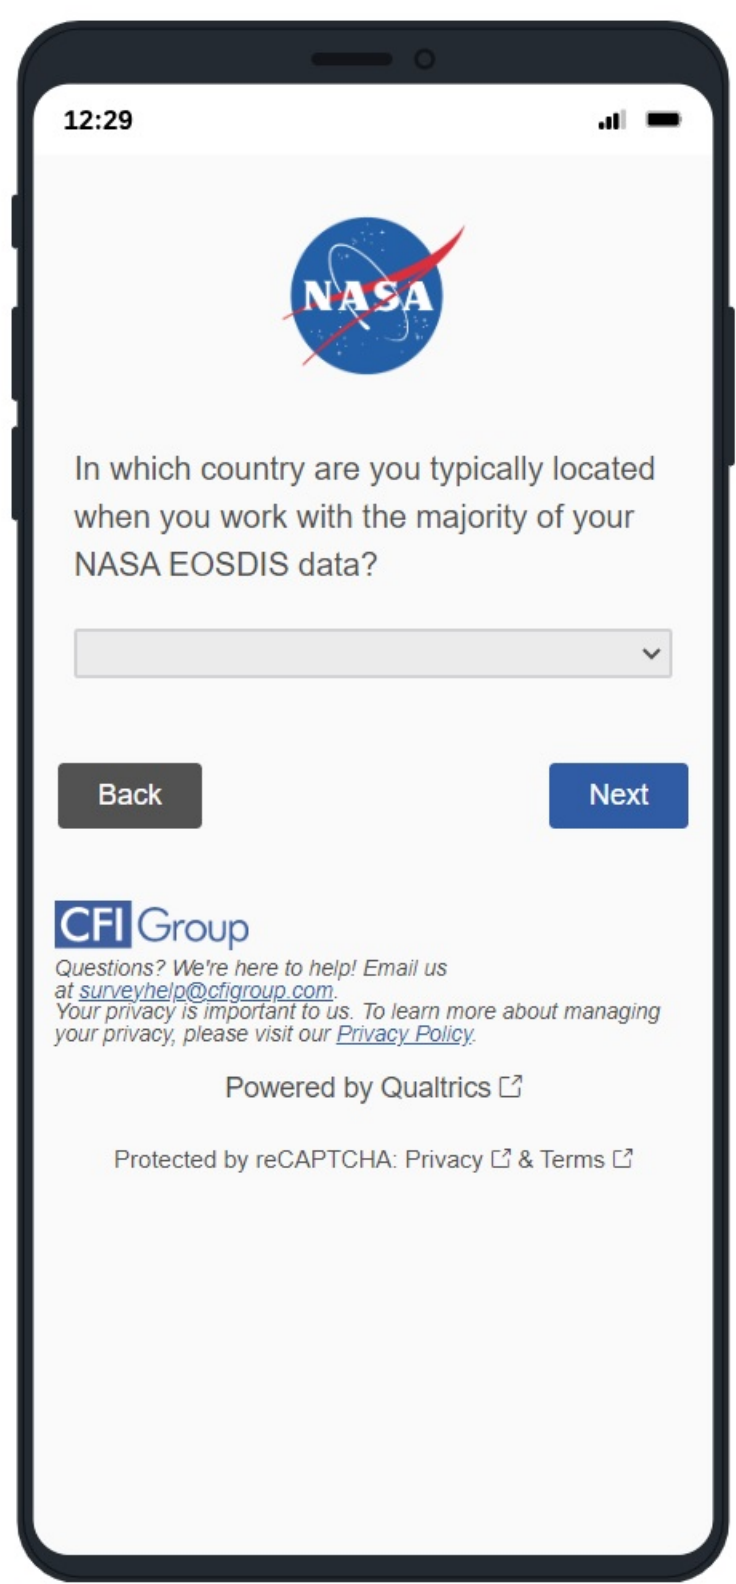 12:29
NASA
In which country are you typically located
when you work with the majority of your
NASA EOSDIS data?
Back
Next
CFI Group
Questions? We're here to help! Email us
at surveyhelp@cfigroup.com.
Your privacy is important to us. To learn more about managing
your privacy, please visit our Privacy Policy.
Powered by Qualtrics
Protected by reCAPTCHA: Privacy & Terms